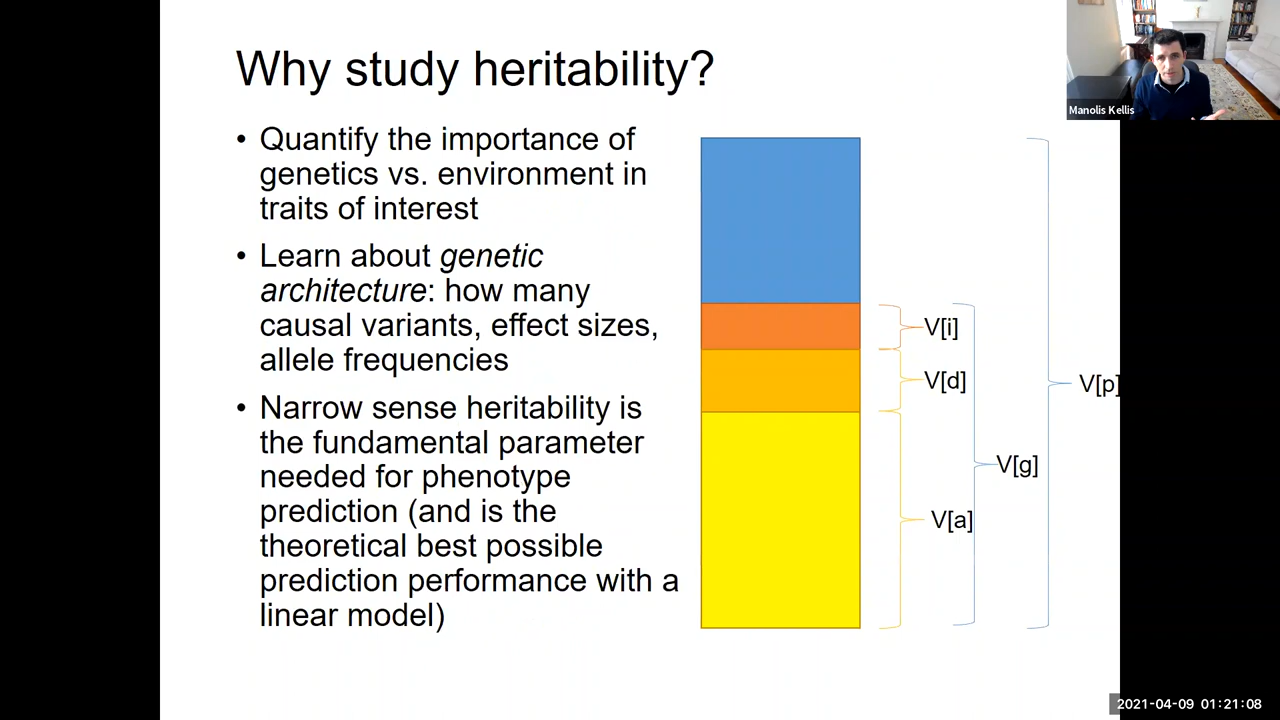 Why study heritability?
• Quantify the importance of
genetics vs. environment in
traits of interest
• Learn about genetic
architecture: how many
causal variants, effect sizes,
allele frequencies
• Narrow sense heritability is
the fundamental parameter
needed for phenotype
prediction (and is the
theoretical best possible
prediction performance with a
linear model)
V[i]
V[d]
V[p]
V[g]
V[a]
Manolis Kellis
2021-04-09 01:21:08